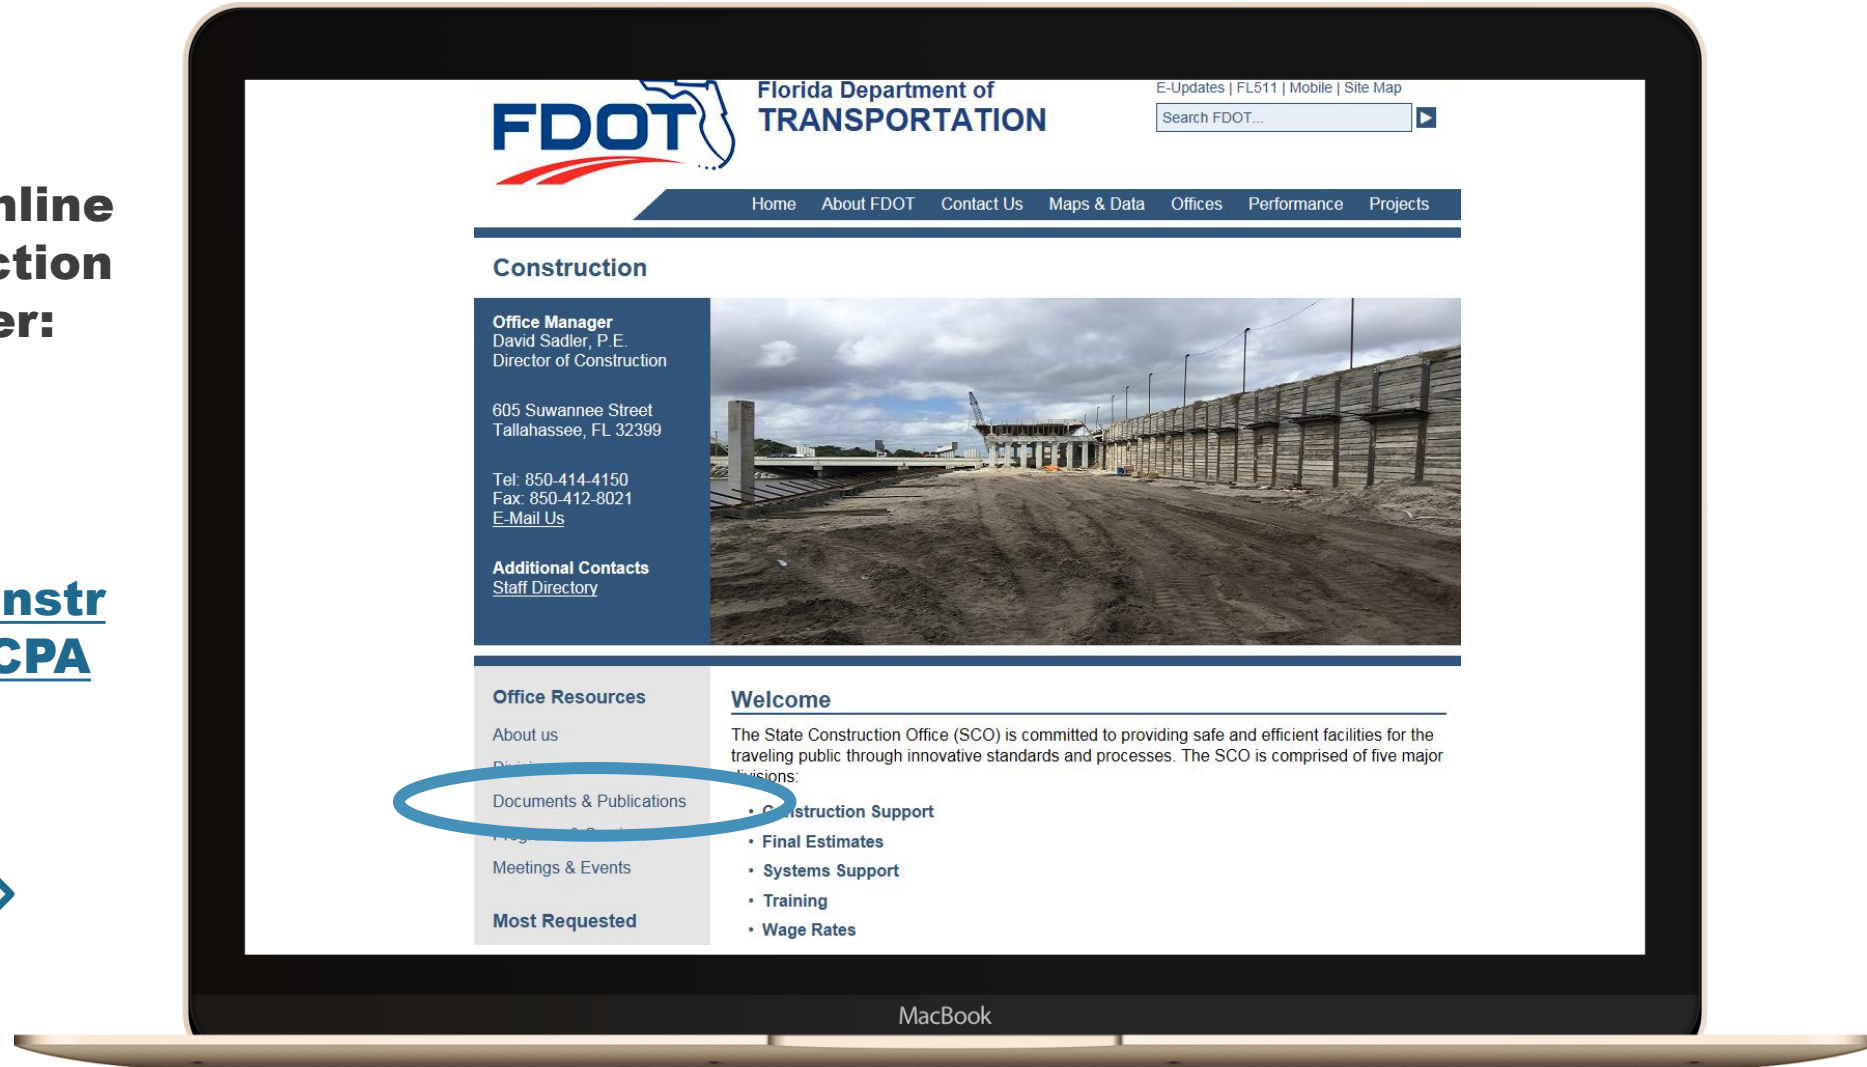 nline
ction
er:
nstr
CPA
FDOT
Florida Department of
TRANSPORTATION
E-Updates | FL511 | Mobile | Site Map
Search FDOT...
Home About FDOT Contact Us Maps & Data Offices Performance Projects
Construction
Office Manager
David Sadler, P.E.
Director of Construction
605 Suwannee Street
Tallahassee, FL 32399
Tel: 850-414-4150
Fax: 850-412-8021
E-Mail Us
Additional Contacts
Staff Directory
Office Resources
About us
Documents & Publications
Meetings & Events
Most Requested
Welcome
The State Construction Office (SCO) is committed to providing safe and efficient facilities for the
traveling public through innovative standards and processes. The SCO is comprised of five major
divisions:
• Construction Support
• Final Estimates
• Systems Support
• Training
• Wage Rates
MacBook